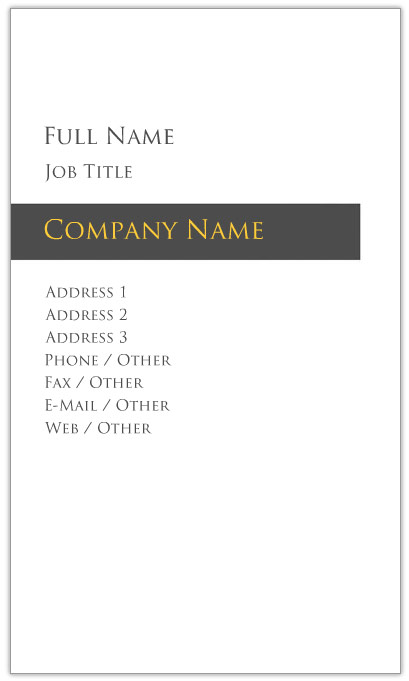 Full Name
Job Title
Company Name
Address 1
Address 2
Address 3
Phone / Other
Fax / Other
E-Mail / Other
Web / Other